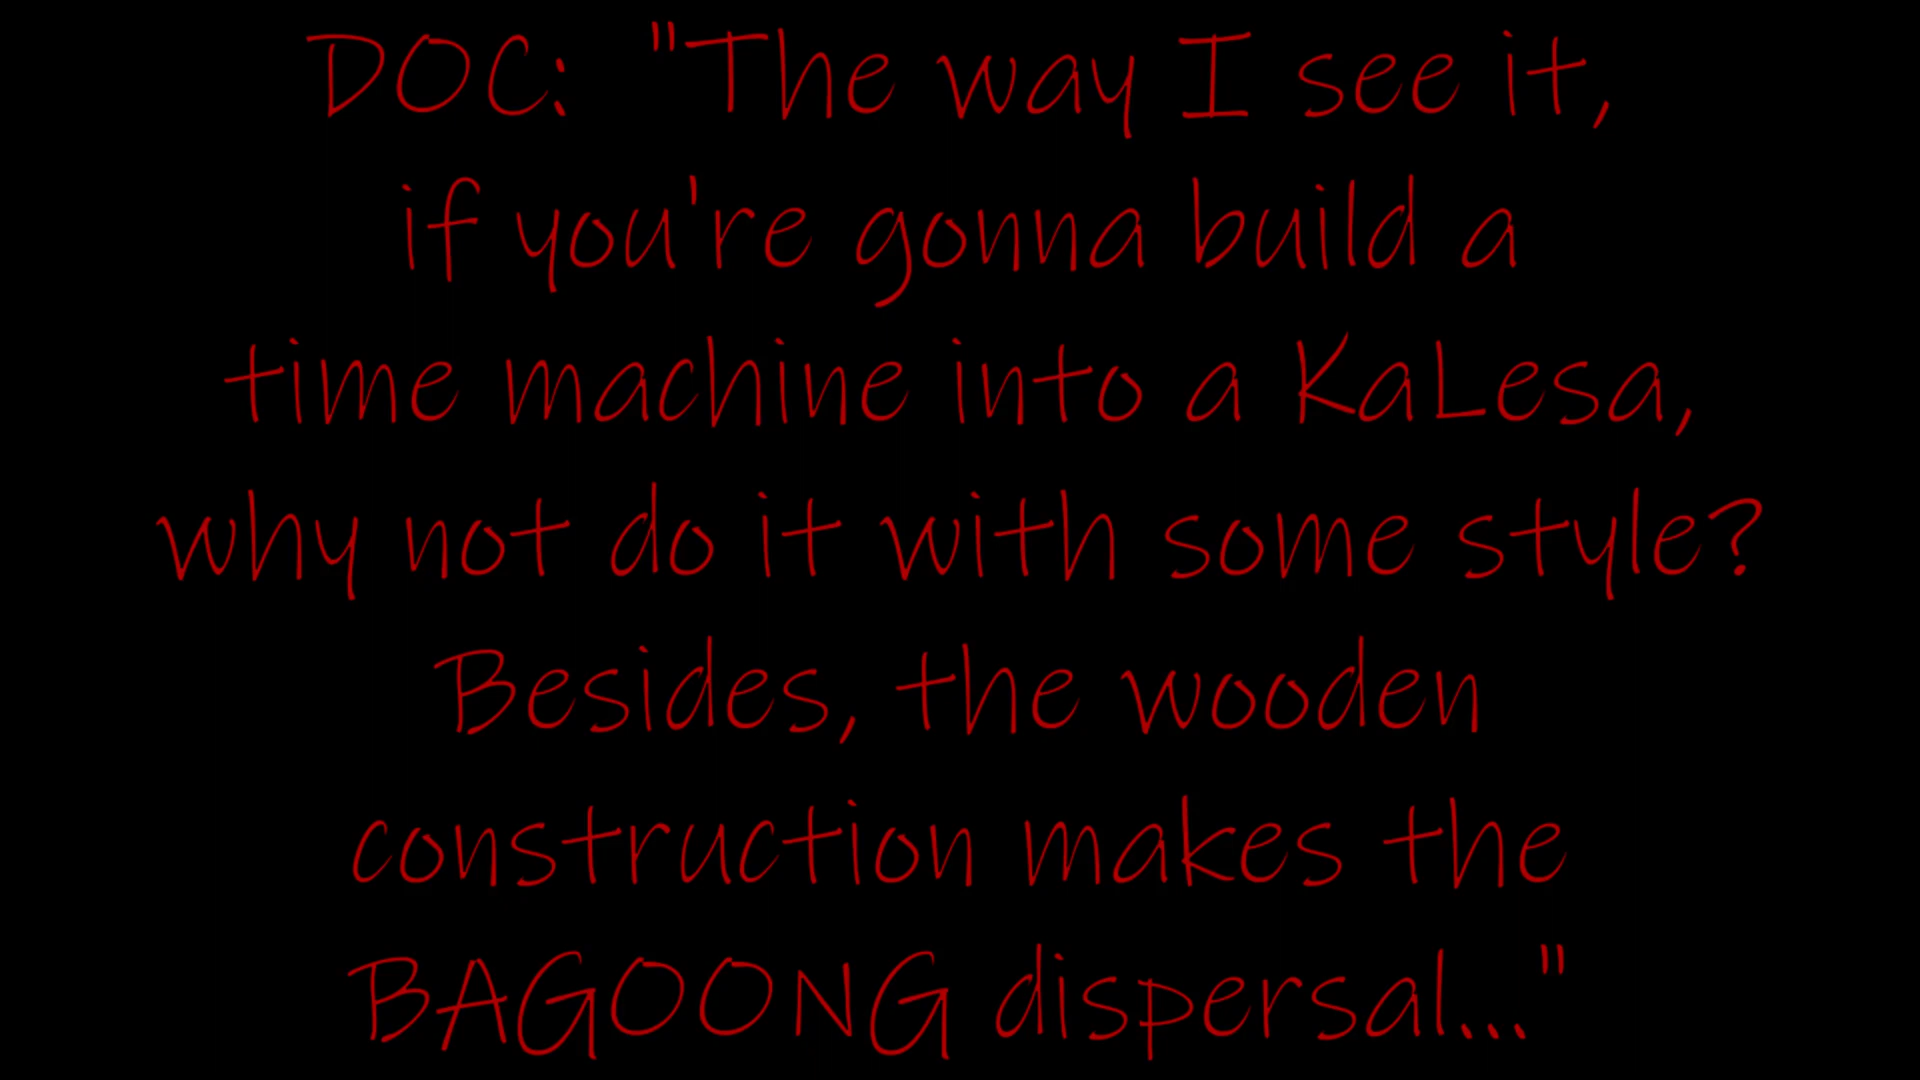 DOC: "The way I see it,
if you're gonna build a
time machine into a KaLesa,
why not do it with some style?
Besides, the wooden
construction makes the
BAGOONG dispersal..."